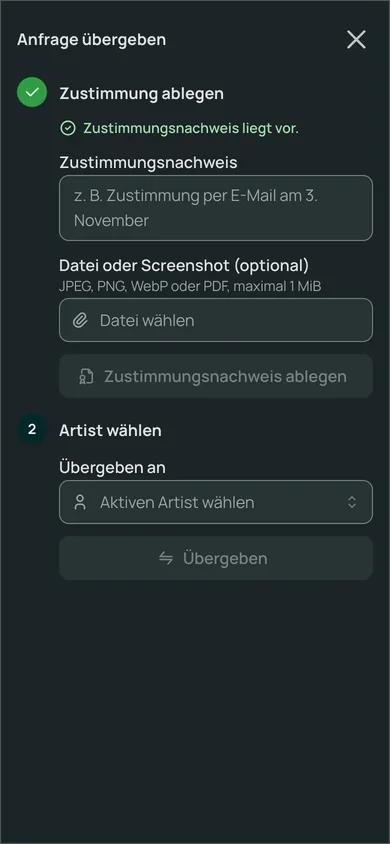 Anfrage übergeben
Zustimmung ablegen
Zustimmungsnachweis liegt vor.
Zustimmungsnachweis
z. B. Zustimmung per E-Mail am 3.
November
Datei oder Screenshot (optional)
JPEG, PNG, WebP oder PDF, maximal 1 MiB
Datei wählen
Zustimmungsnachweis ablegen
2 Artist wählen
Übergeben an
Aktiven Artist wählen
Übergeben